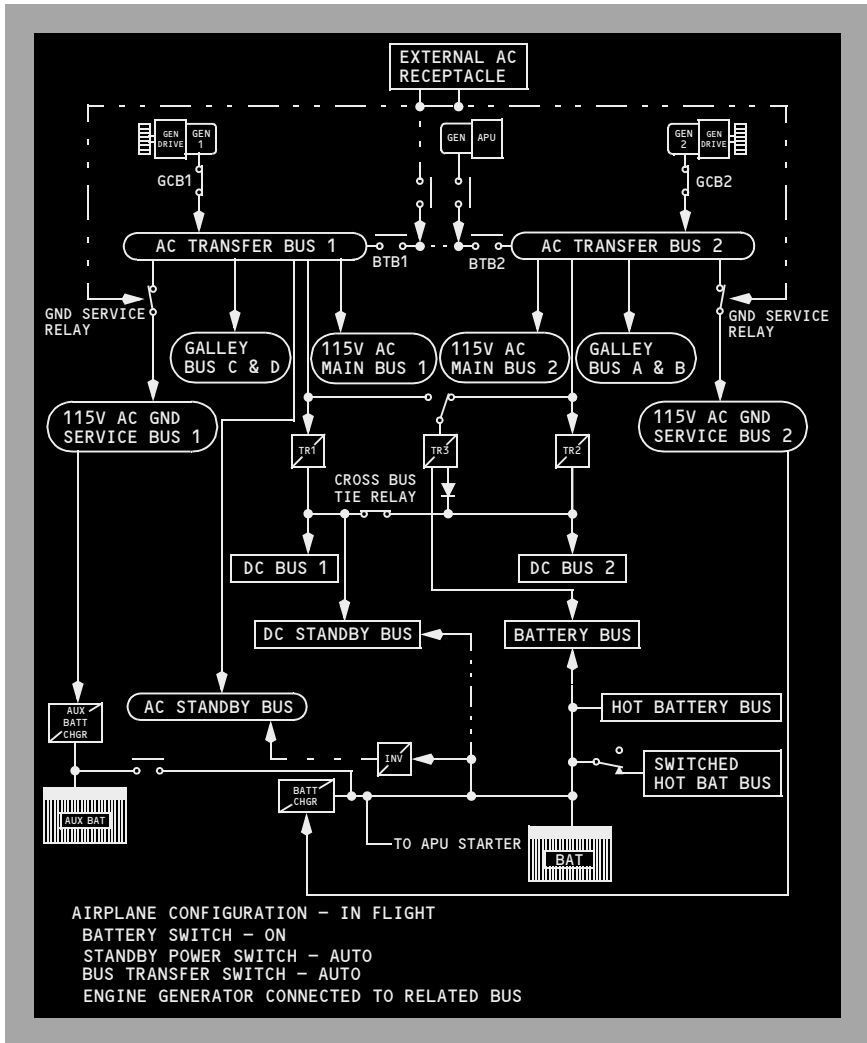 EXTERNAL AC
RECEPTACLE
GEN
DRIVE
GEN
1
GEN
APU
GEN
2
GEN
DRIVE
GCB1
GCB2
AC TRANSFER BUS 1
AC TRANSFER BUS 2
BTB1
BTB2
GND SERVICE
RELAY
GND SERVICE
RELAY
GALLEY
BUS C & D
115V AC
MAIN BUS 1
115V AC
MAIN BUS 2
GALLEY
BUS A & B
115V AC GND
SERVICE BUS 1
115V AC GND
SERVICE BUS 2
TR1
TR3
TR2
CROSS BUS
TIE RELAY
DC BUS 1
DC BUS 2
DC STANDBY BUS
BATTERY BUS
AUX
BATT
CHGR
AC STANDBY BUS
HOT BATTERY BUS
INV
SWITCHED
HOT BAT BUS
BATT
CHGR
AUX BAT
TO APU STARTER
BAT
AIRPLANE CONFIGURATION – IN FLIGHT
BATTERY SWITCH – ON
STANDBY POWER SWITCH – AUTO
BUS TRANSFER SWITCH – AUTO
ENGINE GENERATOR CONNECTED TO RELATED BUS